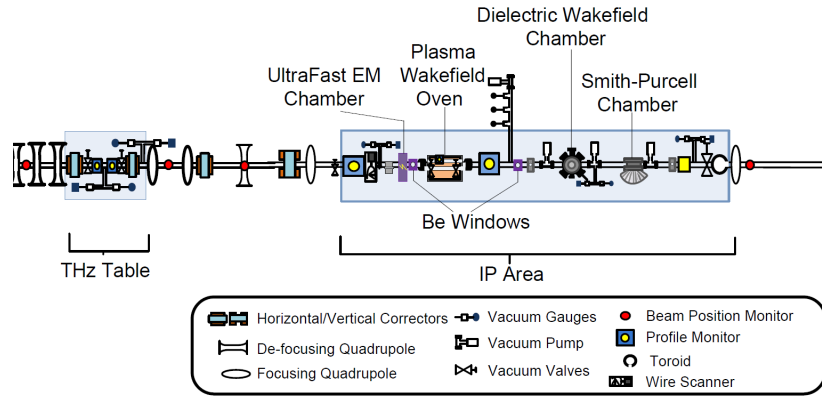 Dielectric Wakefield
Chamber
Plasma
Wakefield
Oven
UltraFast EM
Chamber
Smith-Purcell
Chamber
Be Windows
THz Table
IP Area
Horizontal/Vertical Correctors
De-focusing Quadrupole
Focusing Quadrupole
Vacuum Gauges
Vacuum Pump
Vacuum Valves
Beam Position Monitor
Profile Monitor
Toroid
Wire Scanner